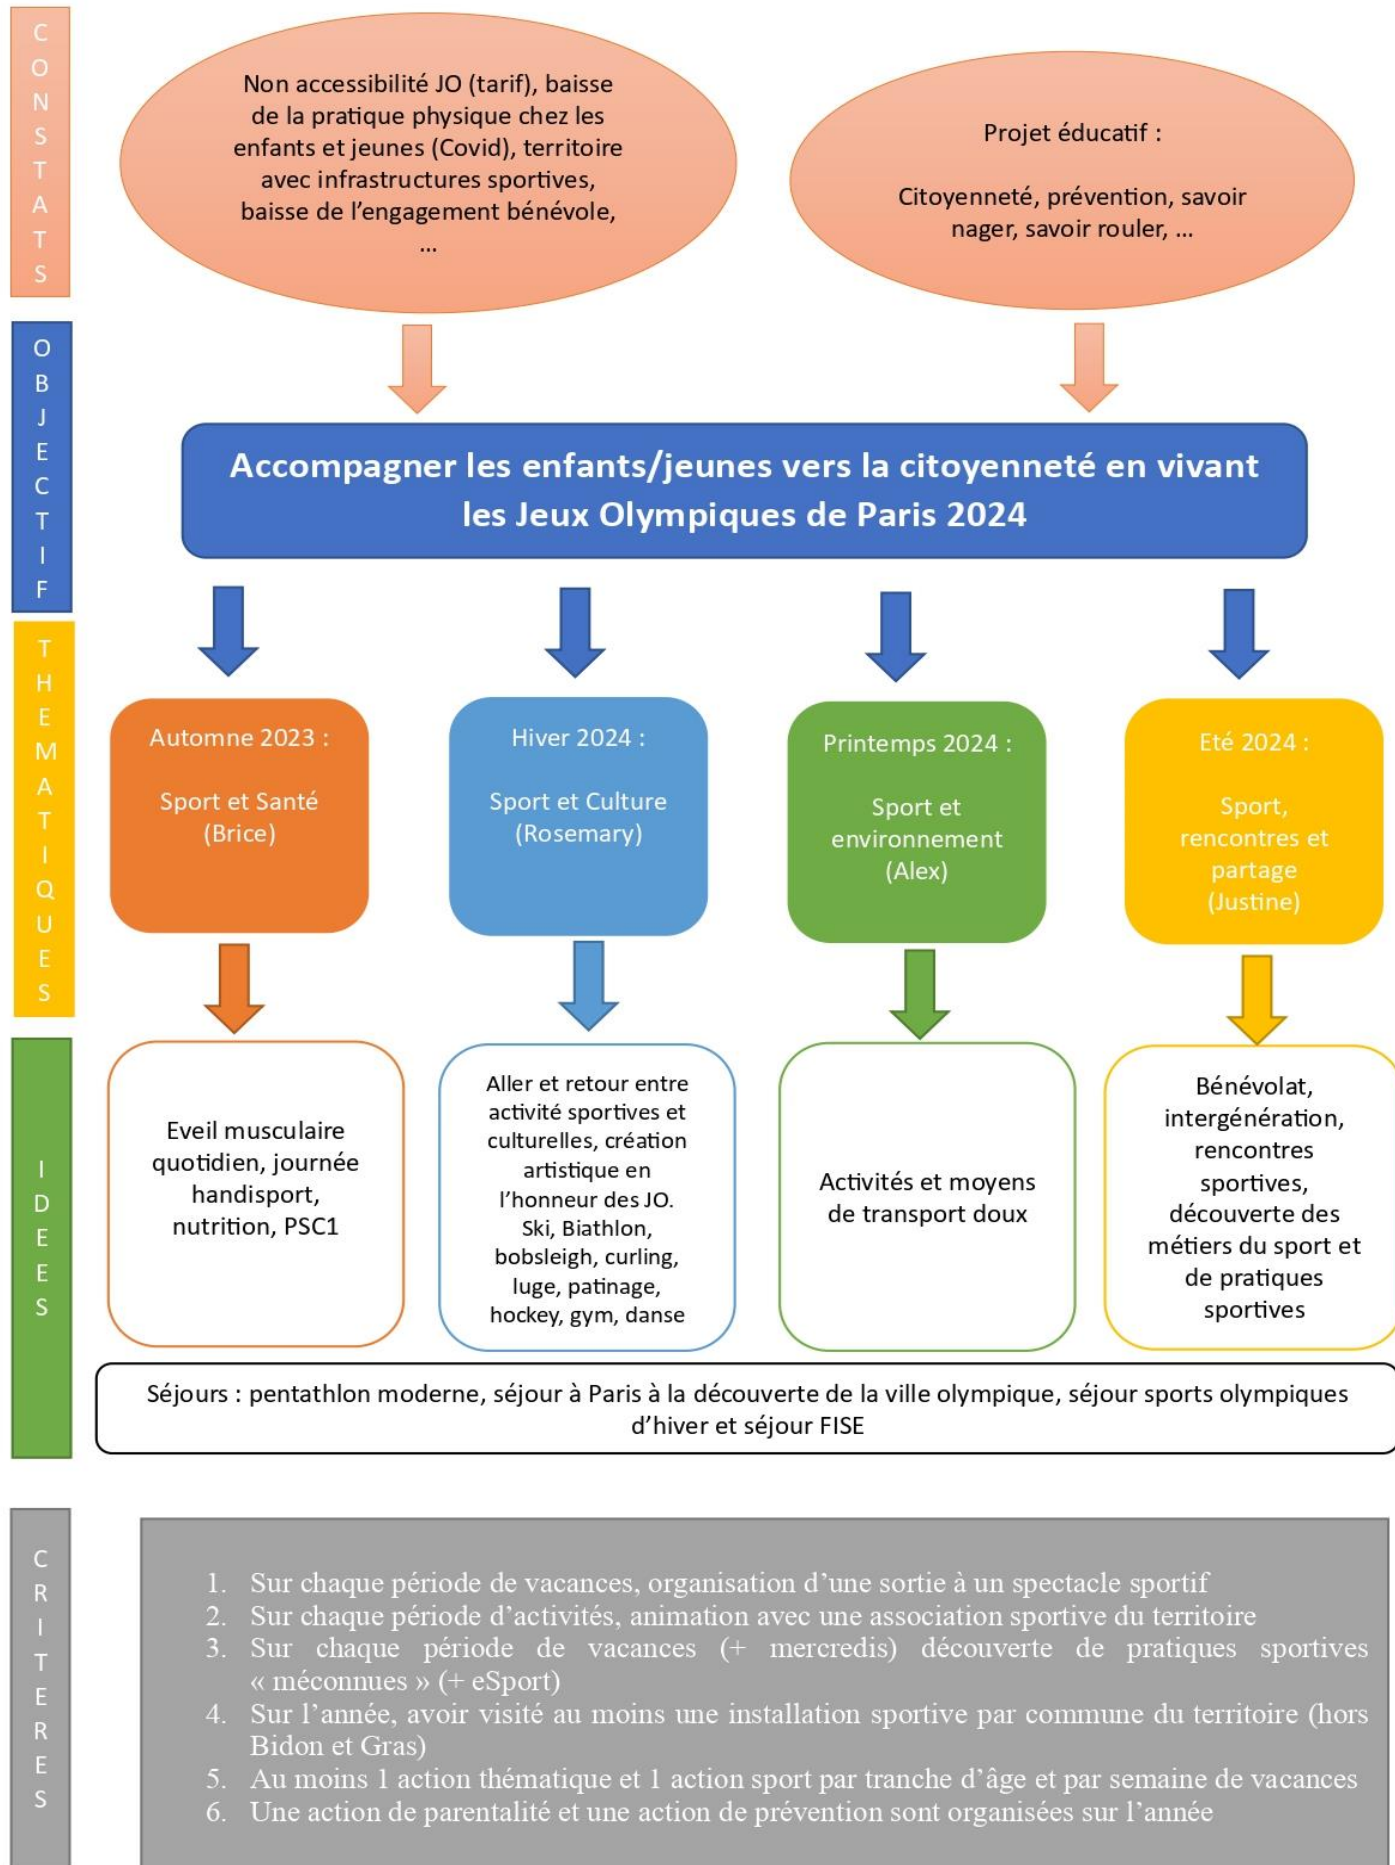 CONSTATS
Non accessibilité JO (tarif), baisse
de la pratique physique chez les
enfants et jeunes (Covid), territoire
avec infrastructures sportives,
baisse de l'engagement bénévole,
...
Projet éducatif :
Citoyenneté, prévention, savoir
nager, savoir rouler, ...
OBJECTIF
Accompagner les enfants/jeunes vers la citoyenneté en vivant
les Jeux Olympiques de Paris 2024
THEMATIQUES
Automne 2023 :
Sport et Santé
(Brice)
Hiver 2024 :
Sport et Culture
(Rosemary)
Printemps 2024 :
Sport et
environnement
(Alex)
Eté 2024 :
Sport,
rencontres et
partage
(Justine)
IDEES
Eveil musculaire
quotidien, journée
handisport,
nutrition, PSC1
Aller et retour entre
activité sportives et
culturelles, création
artistique en
l'honneur des JO.
Ski, Biathlon,
bobsleigh, curling,
luge, patinage,
hockey, gym, danse
Activités et moyens
de transport doux
Bénévolat,
intergénération,
rencontres
sportives,
découverte des
métiers du sport et
de pratiques
sportives
Séjours : pentathlon moderne, séjour à Paris à la découverte de la ville olympique, séjour sports olympiques
d'hiver et séjour FISE
CRITERES
1. Sur chaque période de vacances, organisation d'une sortie à un spectacle sportif
2. Sur chaque période d'activités, animation avec une association sportive du territoire
3. Sur chaque période de vacances (+ mercredis) découverte de pratiques sportives
« méconnues » (+ eSport)
4. Sur l'année, avoir visité au moins une installation sportive par commune du territoire (hors
Bidon et Gras)
5. Au moins 1 action thématique et 1 action sport par tranche d'âge et par semaine de vacances
6. Une action de parentalité et une action de prévention sont organisées sur l'année